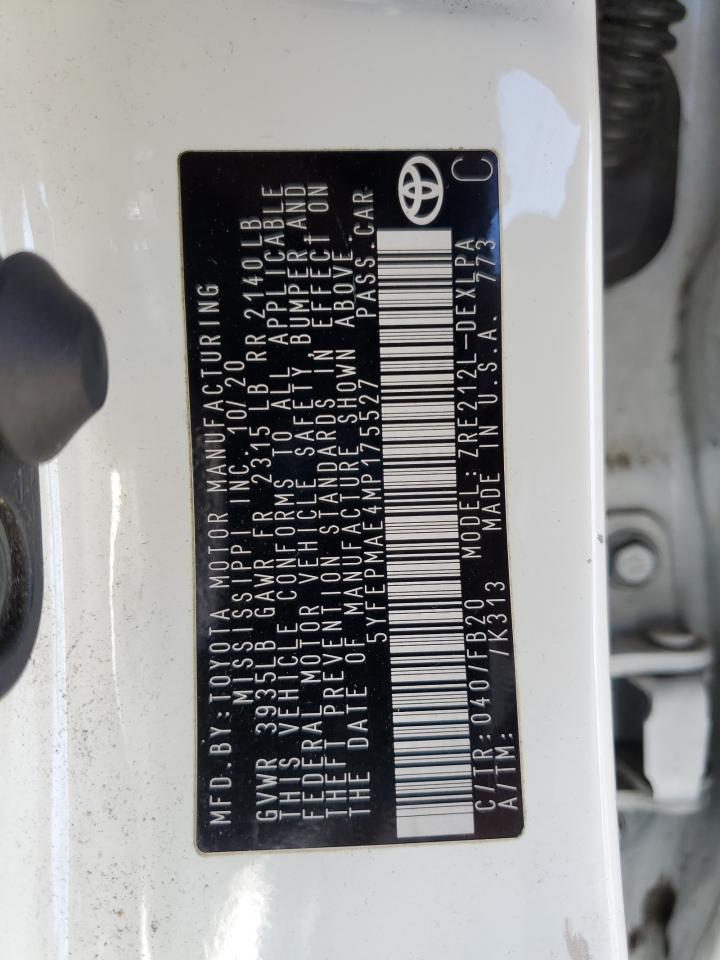 MFD. BY: TOYOTA MOTOR MANUFACTURING
MISSISSIPPI INC. 10/20
GVWR 3935LB GAWR FR 2315 LB RR 2140LB
THIS VEHICLE CONFORMS TO ALL APPLICABLE
FEDERAL MOTOR VEHICLE SAFETY, BUMPER AND
THEFT PREVENTION STANDARDS IN EFFECT ON
THE DATE OF MANUFACTURE SHOWN ABOVE.
5YFEPMAE4MP175527 PASS. CAR
C/TR: 040/FB20 MODEL: ZRE212L-DEXLPA
A/TM: /K313 MADE IN U.S.A. 773 C